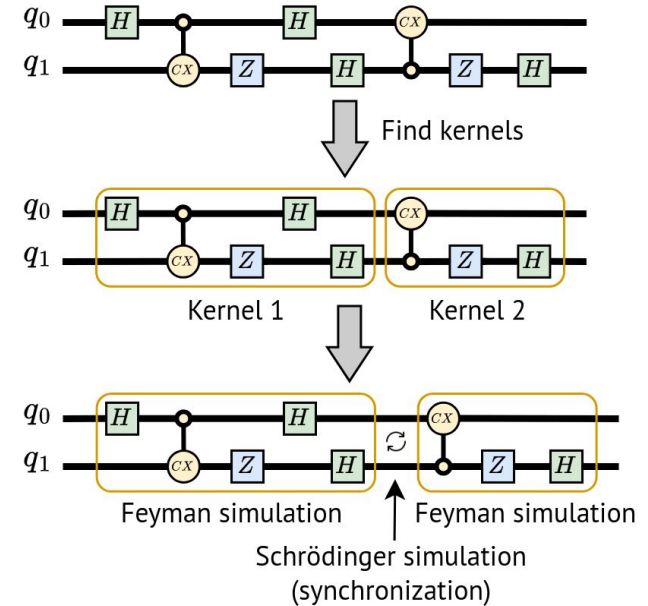 q0 H H CX
q1 CX Z H Z H
Find kernels
q0 H H CX
q1 CX Z H Z H
Kernel 1 Kernel 2
q0 H H CX
q1 CX Z H Z H
Feyman simulation Feyman simulation
Schrödinger simulation
(synchronization)